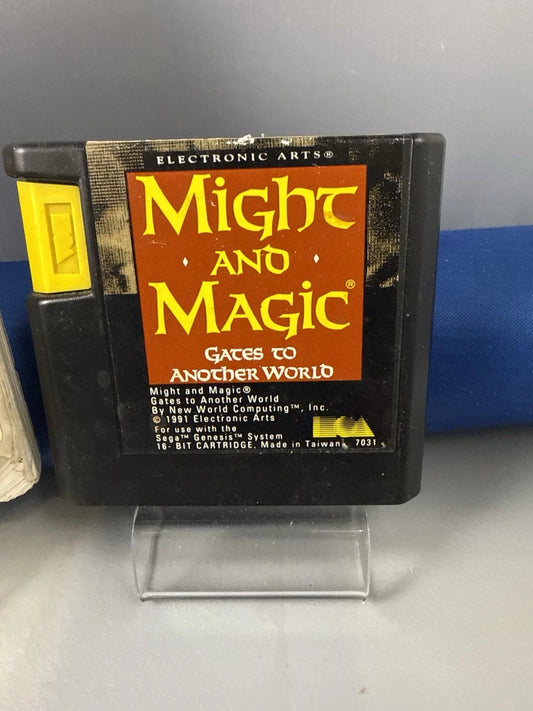 ELECTRONIC ARTS®
Might
AND
MAGIC®
GATES TO
ANOTHER WORLD
Might and Magic®
Gates to Another World
By New World Computing™, Inc.
© 1991 Electronic Arts
For use with the
Sega™ Genesis™ System
16- BIT CARTRIDGE, Made in Taiwan 7031
EA